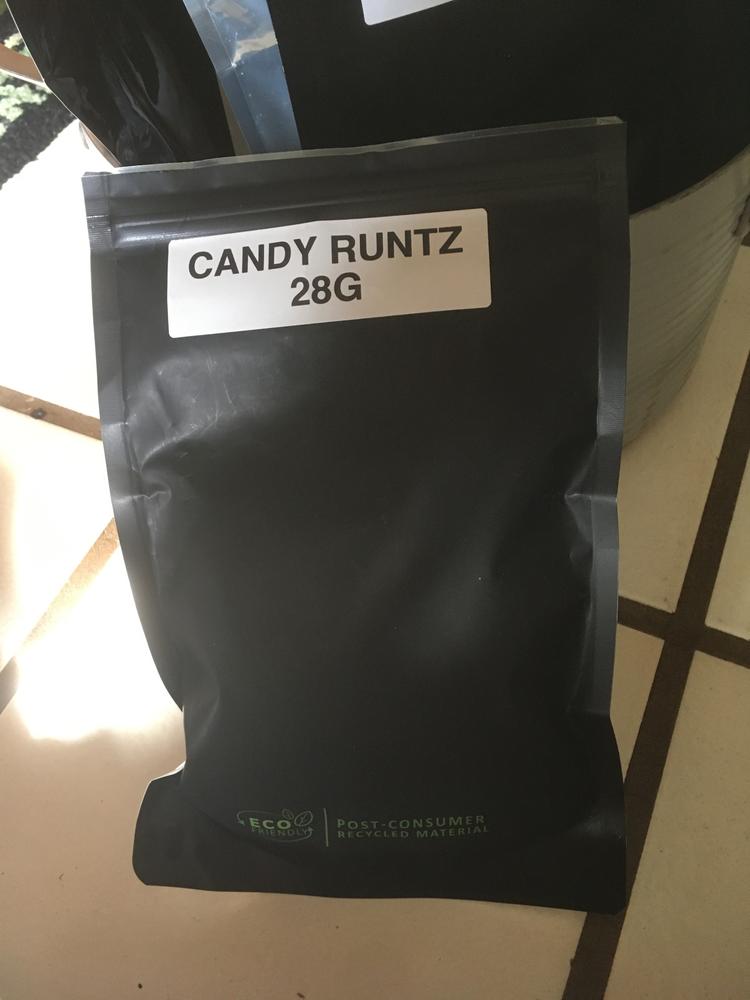 CANDY RUNTZ
28G
ECO
FRIENDLY
POST-CONSUMER
RECYCLED MATERIAL